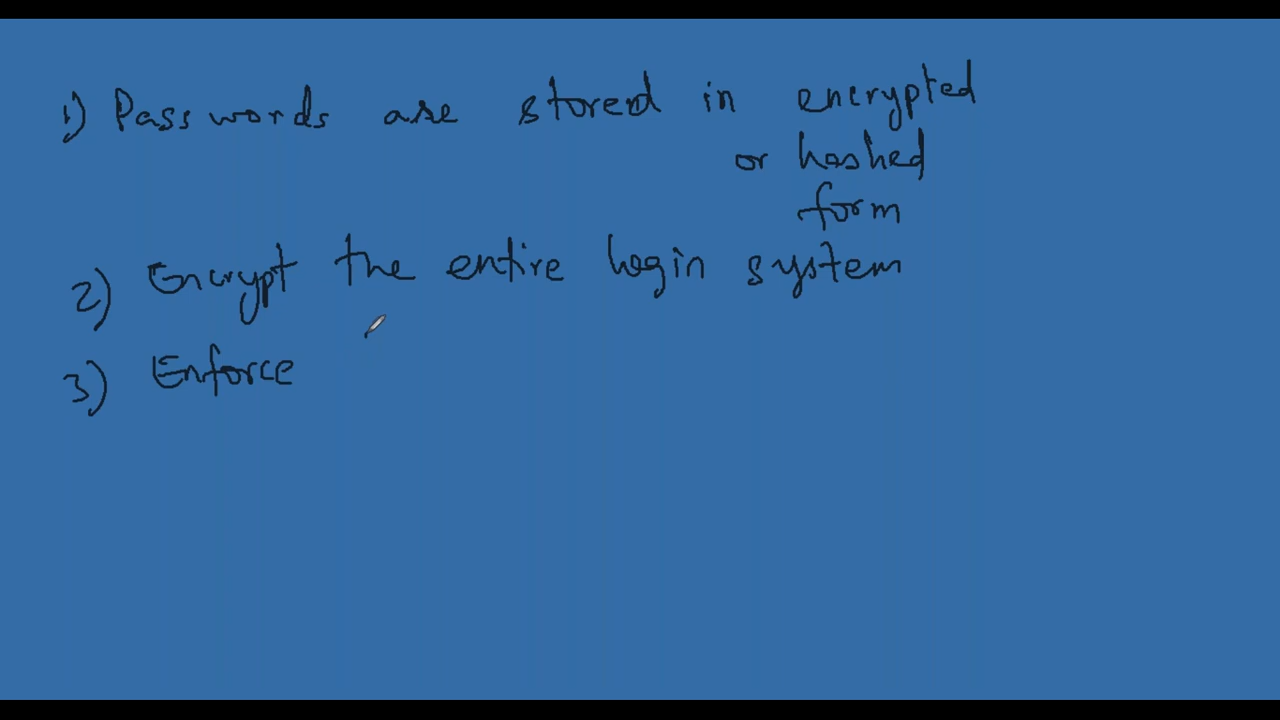 1) Passwords are stored in encrypted
or hashed
form
2) Encrypt the entire login system
3) Enforce